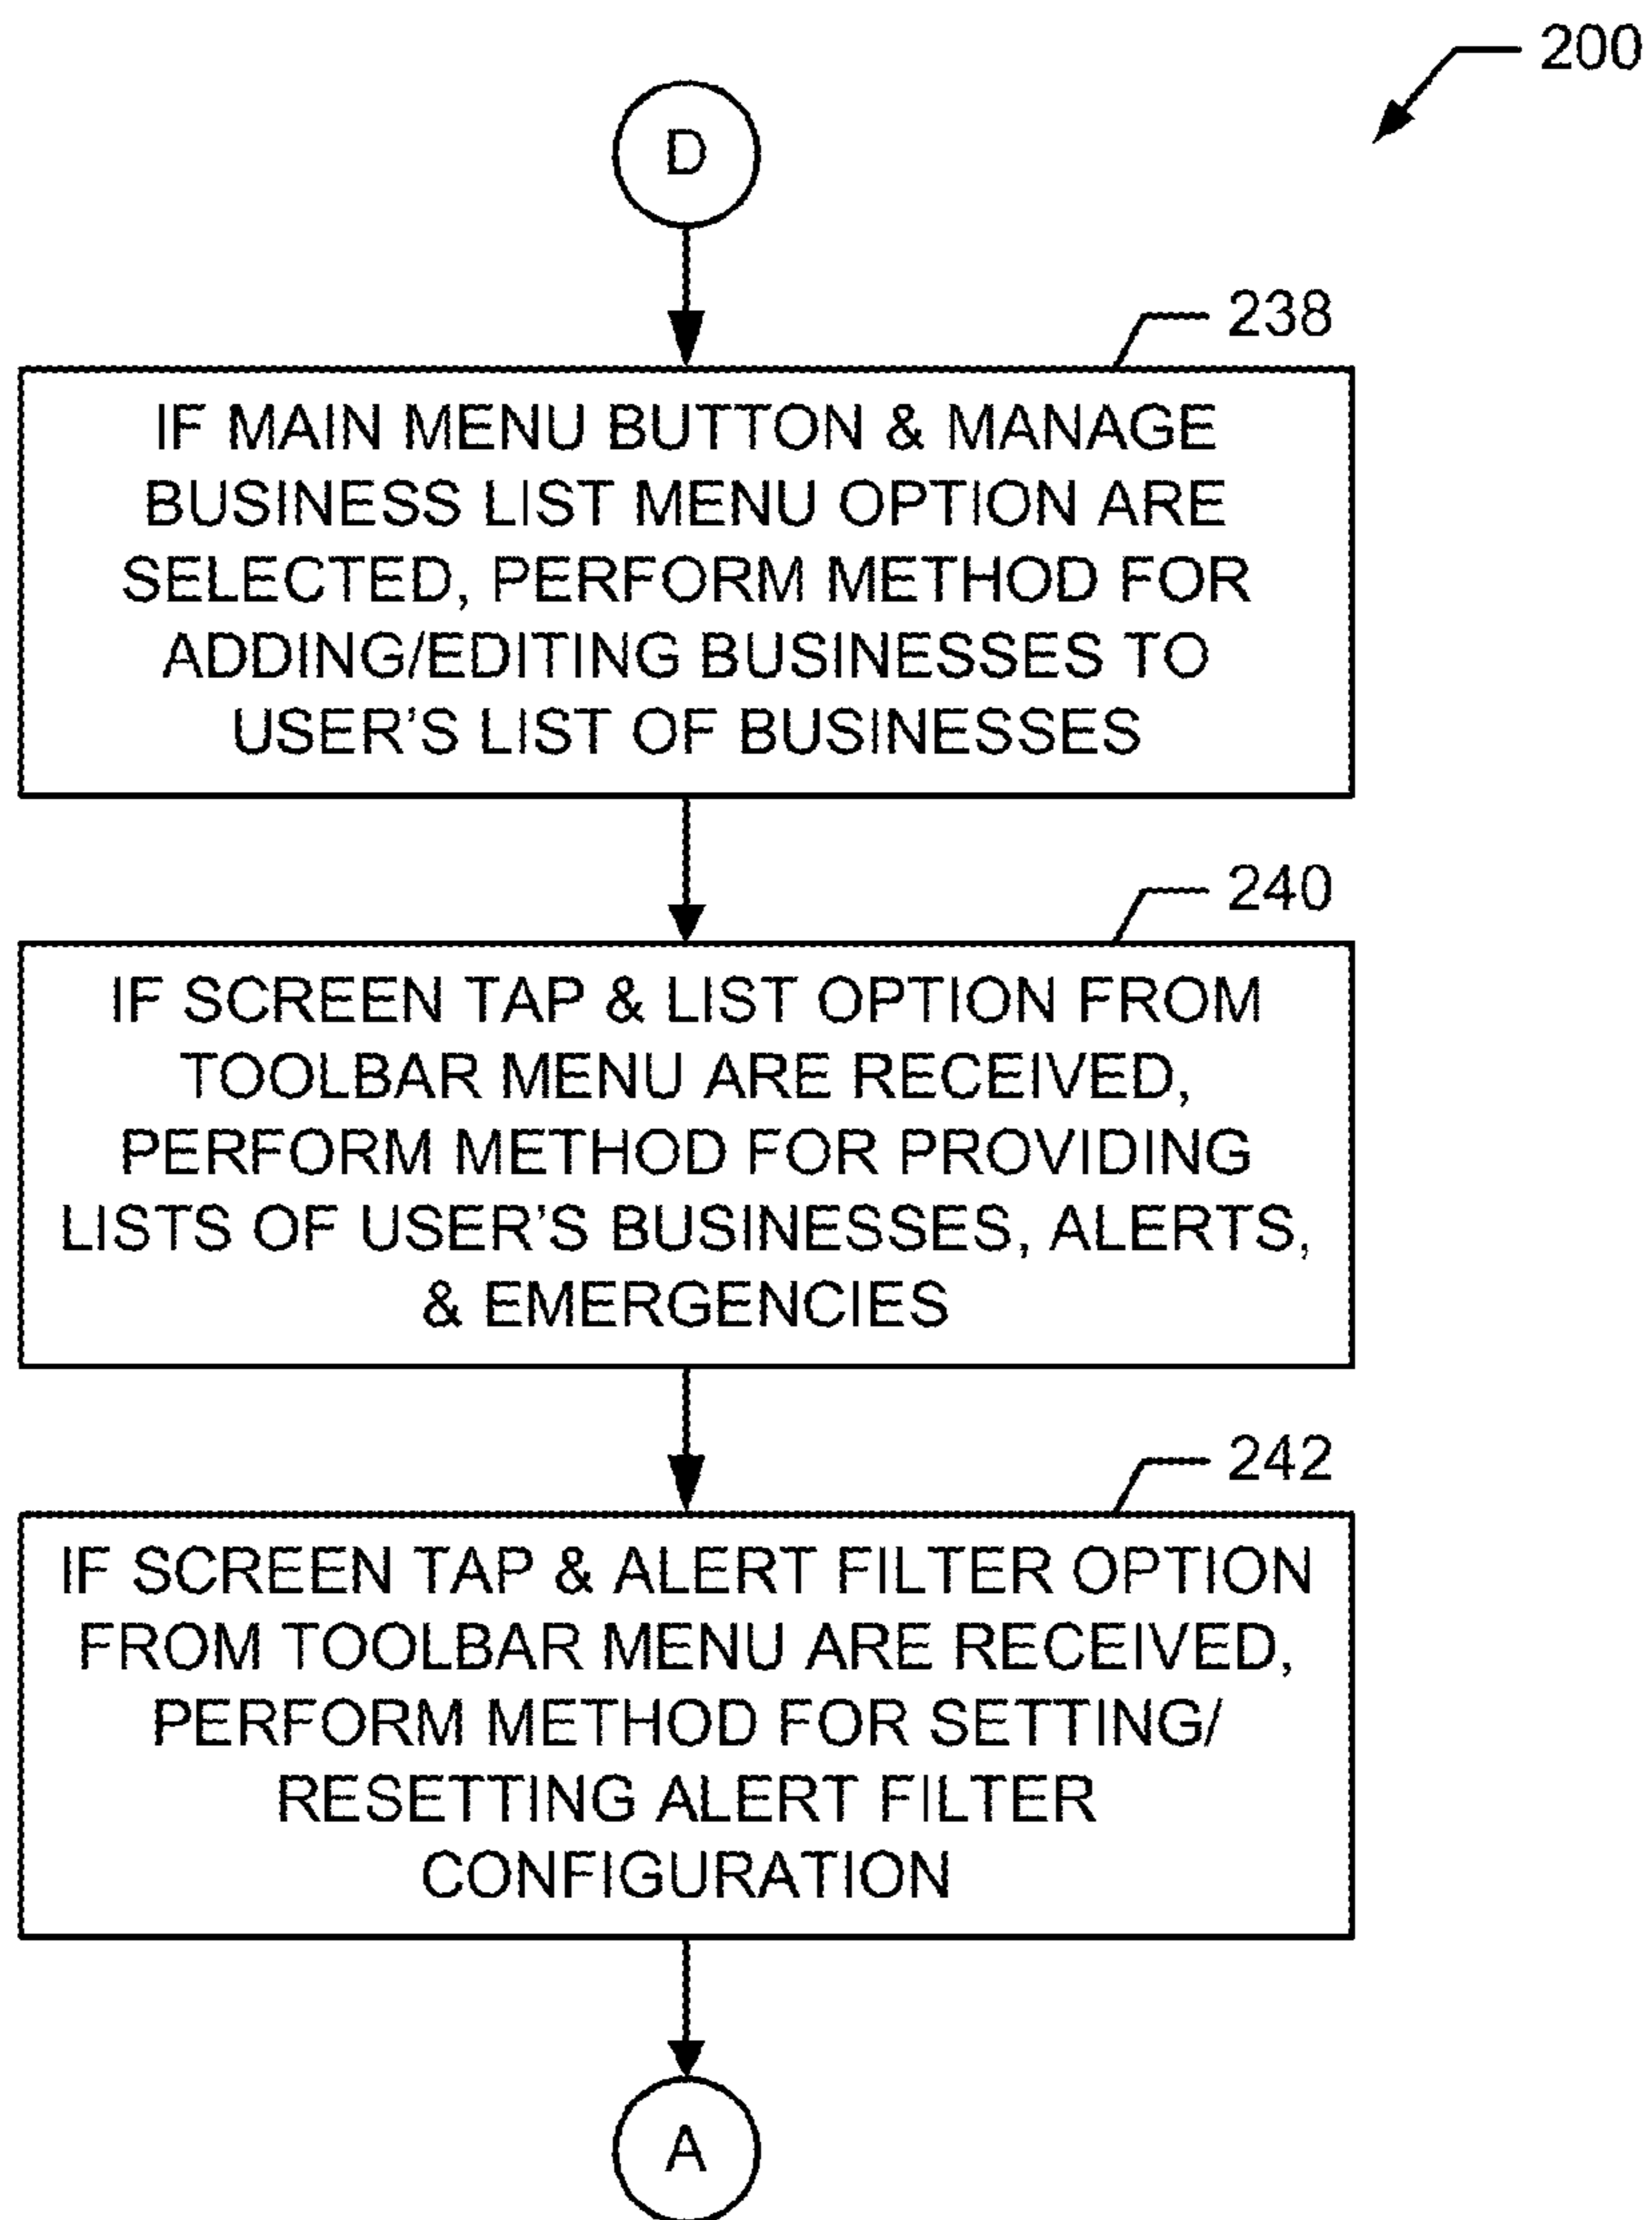 200
D
238
IF MAIN MENU BUTTON & MANAGE
BUSINESS LIST MENU OPTION ARE
SELECTED, PERFORM METHOD FOR
ADDING/EDITING BUSINESSES TO
USER’S LIST OF BUSINESSES
240
IF SCREEN TAP & LIST OPTION FROM
TOOLBAR MENU ARE RECEIVED,
PERFORM METHOD FOR PROVIDING
LISTS OF USER’S BUSINESSES, ALERTS,
& EMERGENCIES
242
IF SCREEN TAP & ALERT FILTER OPTION
FROM TOOLBAR MENU ARE RECEIVED,
PERFORM METHOD FOR SETTING/
RESETTING ALERT FILTER
CONFIGURATION
A